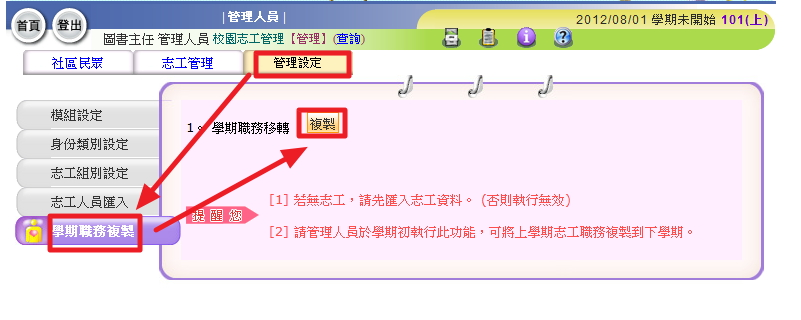 首頁
登出
|管理人員|
2012/08/01 學期未開始 101(上)
圖書主任 管理人員 校園志工管理【管理】(查詢)
社區民眾
志工管理
管理設定
模組設定
身份類別設定
志工組別設定
志工人員匯入
學期職務複製
1。學期職務移轉 複製
提 醒 您
[1] 若無志工，請先匯入志工資料。 (否則執行無效)
[2] 請管理人員於學期初執行此功能，可將上學期志工職務複製到下學期。